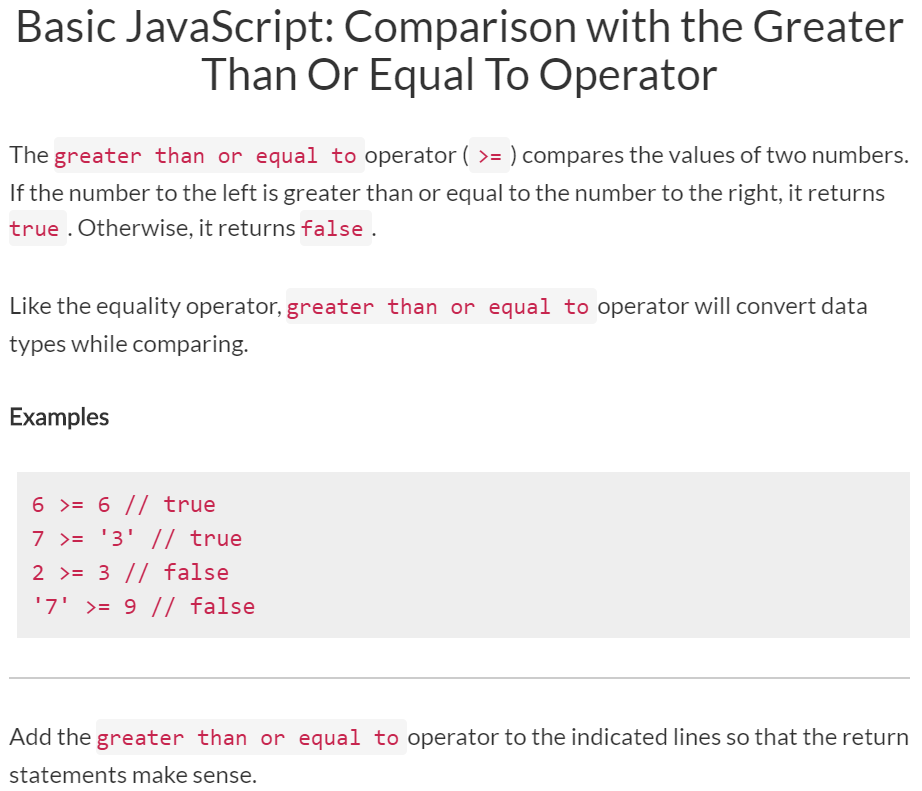 Basic JavaScript: Comparison with the Greater
Than Or Equal To Operator
The greater than or equal to operator ( >= ) compares the values of two numbers.
If the number to the left is greater than or equal to the number to the right, it returns
true . Otherwise, it returns false .
Like the equality operator, greater than or equal to operator will convert data
types while comparing.
Examples
6 >= 6 // true
7 >= '3' // true
2 >= 3 // false
'7' >= 9 // false
Add the greater than or equal to operator to the indicated lines so that the return
statements make sense.